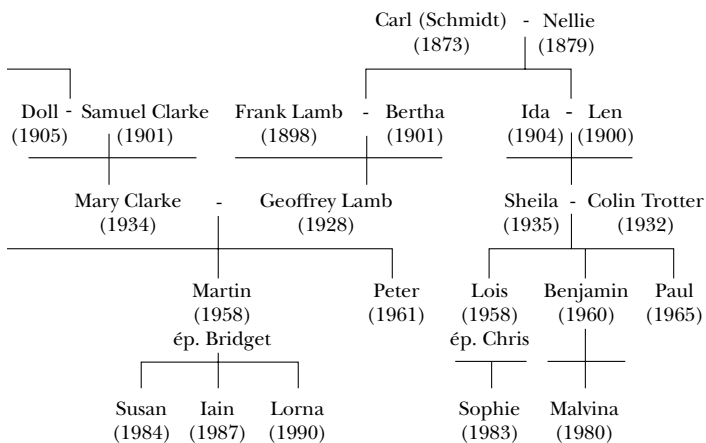 Carl (Schmidt) - Nellie
(1873) (1879)
Doll - Samuel Clarke Frank Lamb - Bertha Ida - Len
(1905) (1901) (1898) (1901) (1904) (1900)
Mary Clarke - Geoffrey Lamb Sheila - Colin Trotter
(1934) (1928) (1935) (1932)
Martin Peter Lois Benjamin Paul
(1958) (1961) (1958) (1960) (1965)
ép. Bridget ép. Chris
Susan Iain Lorna Sophie Malvina
(1984) (1987) (1990) (1983) (1980)